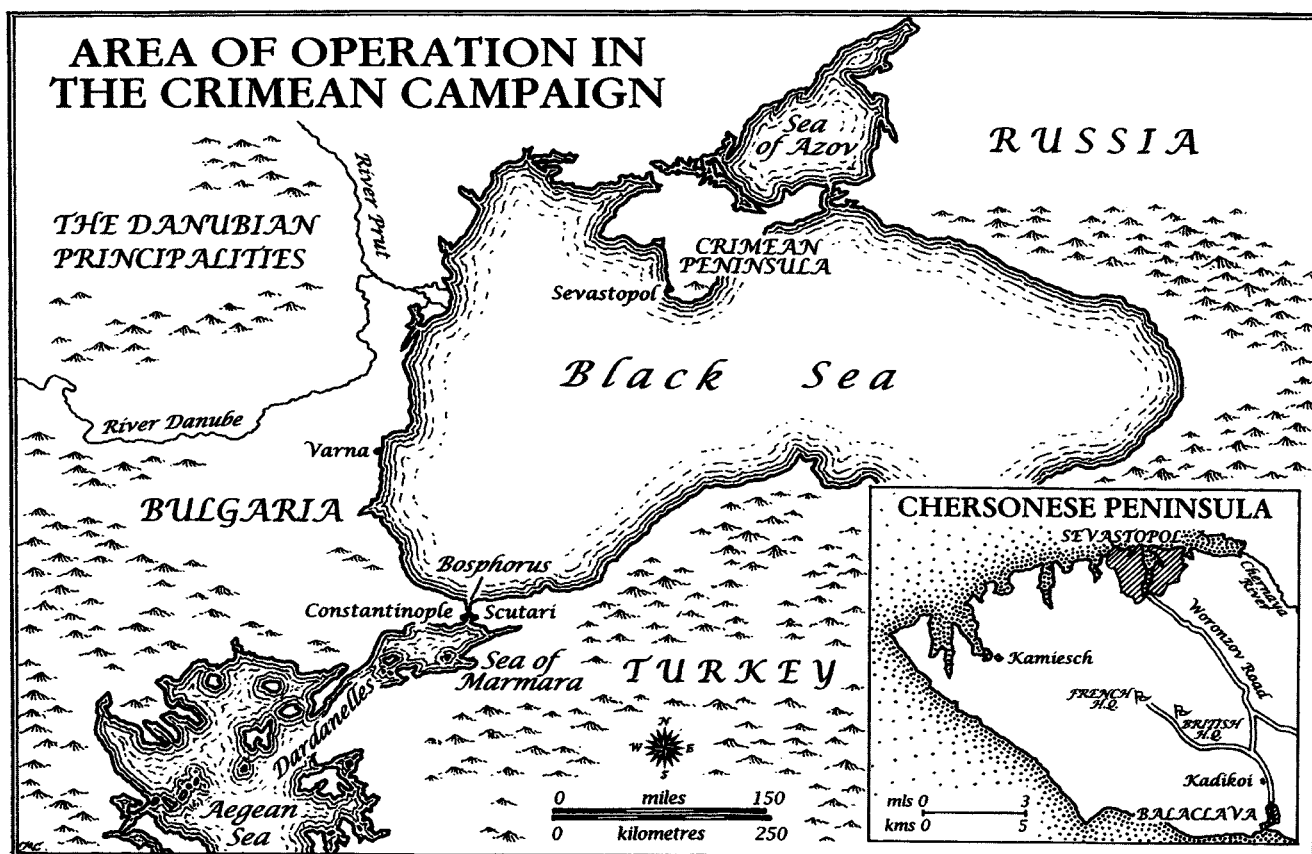 AREA OF OPERATION IN
THE CRIMEAN CAMPAIGN
Sea
of Azov
RUSSIA
River Prut
THE DANUBIAN
PRINCIPALITIES
CRIMEAN
PENINSULA
Sevastopol
Black Sea
River Danube
Varna
BULGARIA
Bosphorus
Constantinople
Scutari
Sea of
Marmara
TURKEY
Dardanelles
Aegean
Sea
N
W E
S
0 miles 150
0 kilometres 250
CHERSONESE PENINSULA
SEVASTOPOL
Chernaya
River
Woronzov Road
Kamiesch
FRENCH
H.Q.
BRITISH
H.Q.
Kadikoi
mls 0 3
kms 0 5
BALACLAVA